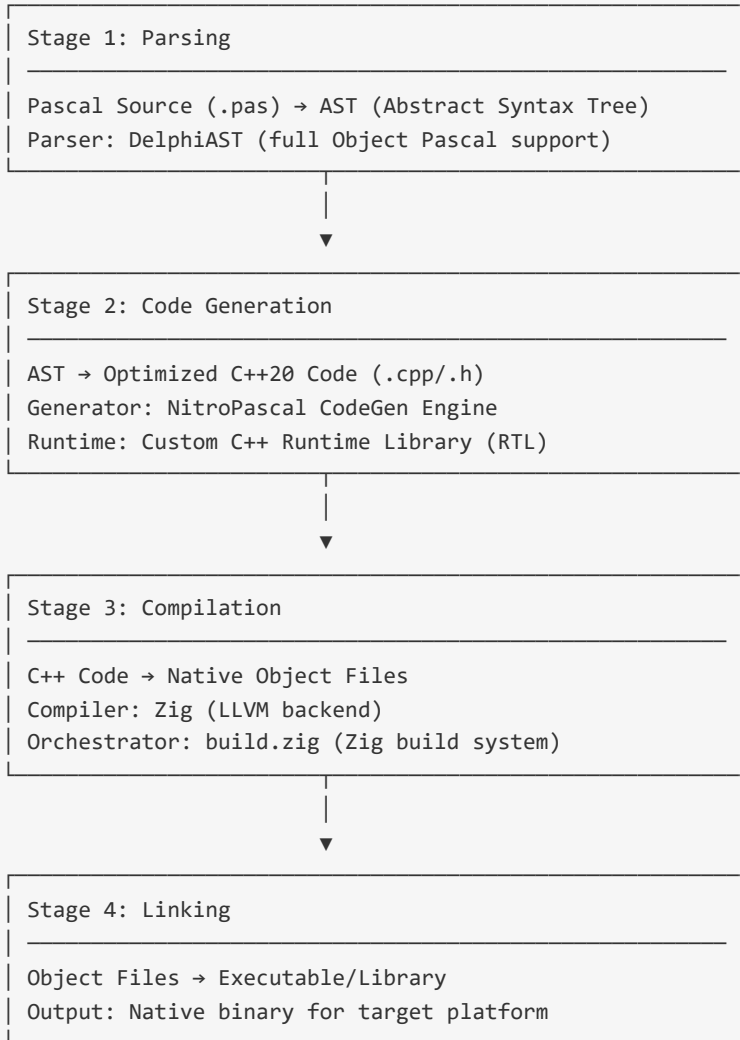 Stage 1: Parsing
Pascal Source (.pas) → AST (Abstract Syntax Tree)
Parser: DelphiAST (full Object Pascal support)
Stage 2: Code Generation
AST → Optimized C++20 Code (.cpp/.h)
Generator: NitroPascal CodeGen Engine
Runtime: Custom C++ Runtime Library (RTL)
Stage 3: Compilation
C++ Code → Native Object Files
Compiler: Zig (LLVM backend)
Orchestrator: build.zig (Zig build system)
Stage 4: Linking
Object Files → Executable/Library
Output: Native binary for target platform